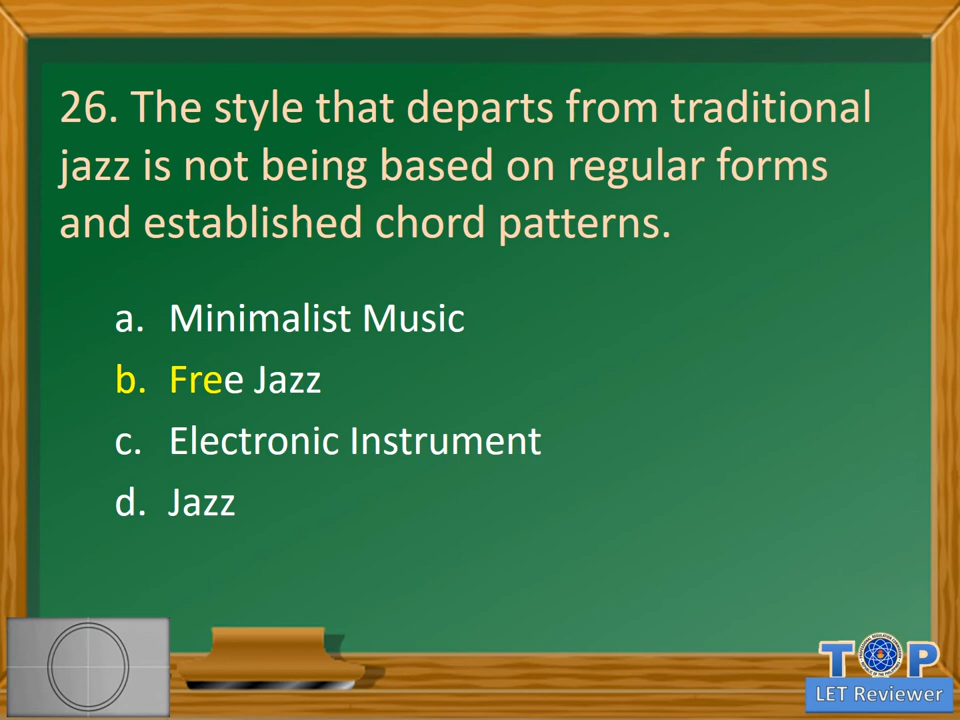 26. The style that departs from traditional
jazz is not being based on regular forms
and established chord patterns.
a. Minimalist Music
b. Free Jazz
c. Electronic Instrument
d. Jazz
TOP
LET Reviewer